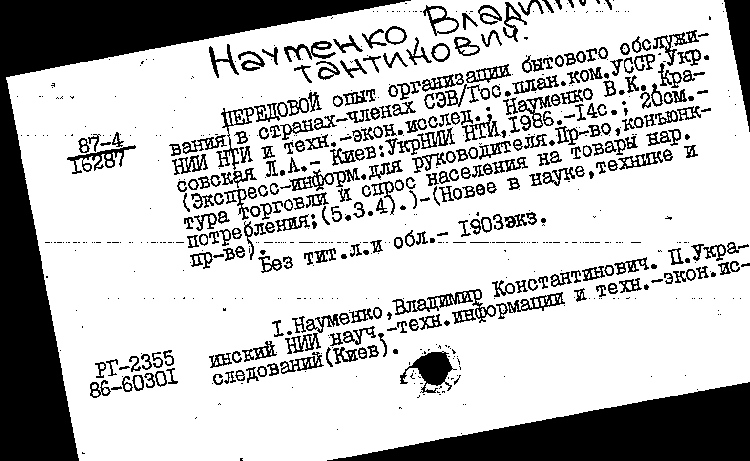 Науменко, Владимир
тантинович.
87-4
16287
ПЕРЕДОВОЙ опыт организации бытового обслужи-
вания в странах-членах СЭВ/Гос.план.ком.УССР,Укр.
НИИ НТИ и техн.-экон.исслед.; Науменко В.К.,Кра-
совская Л.А.- Киев:УкрНИИ НТИ,1986.-14с.; 20см.-
(Экспресс-информ.для руководителя.Пр-во,конъюнк-
тура торговли и спрос населения на товары нар.
потребления;(5.3.4).)-(Новое в науке,технике и
пр-ве).
Без тит.л.и обл.- 1903экз.
I.Науменко,Владимир Константинович. П.Укра-
инский НИИ науч.-техн.информации и техн.-экон.ис-
следований(Киев).
РГ-2355
86-60301